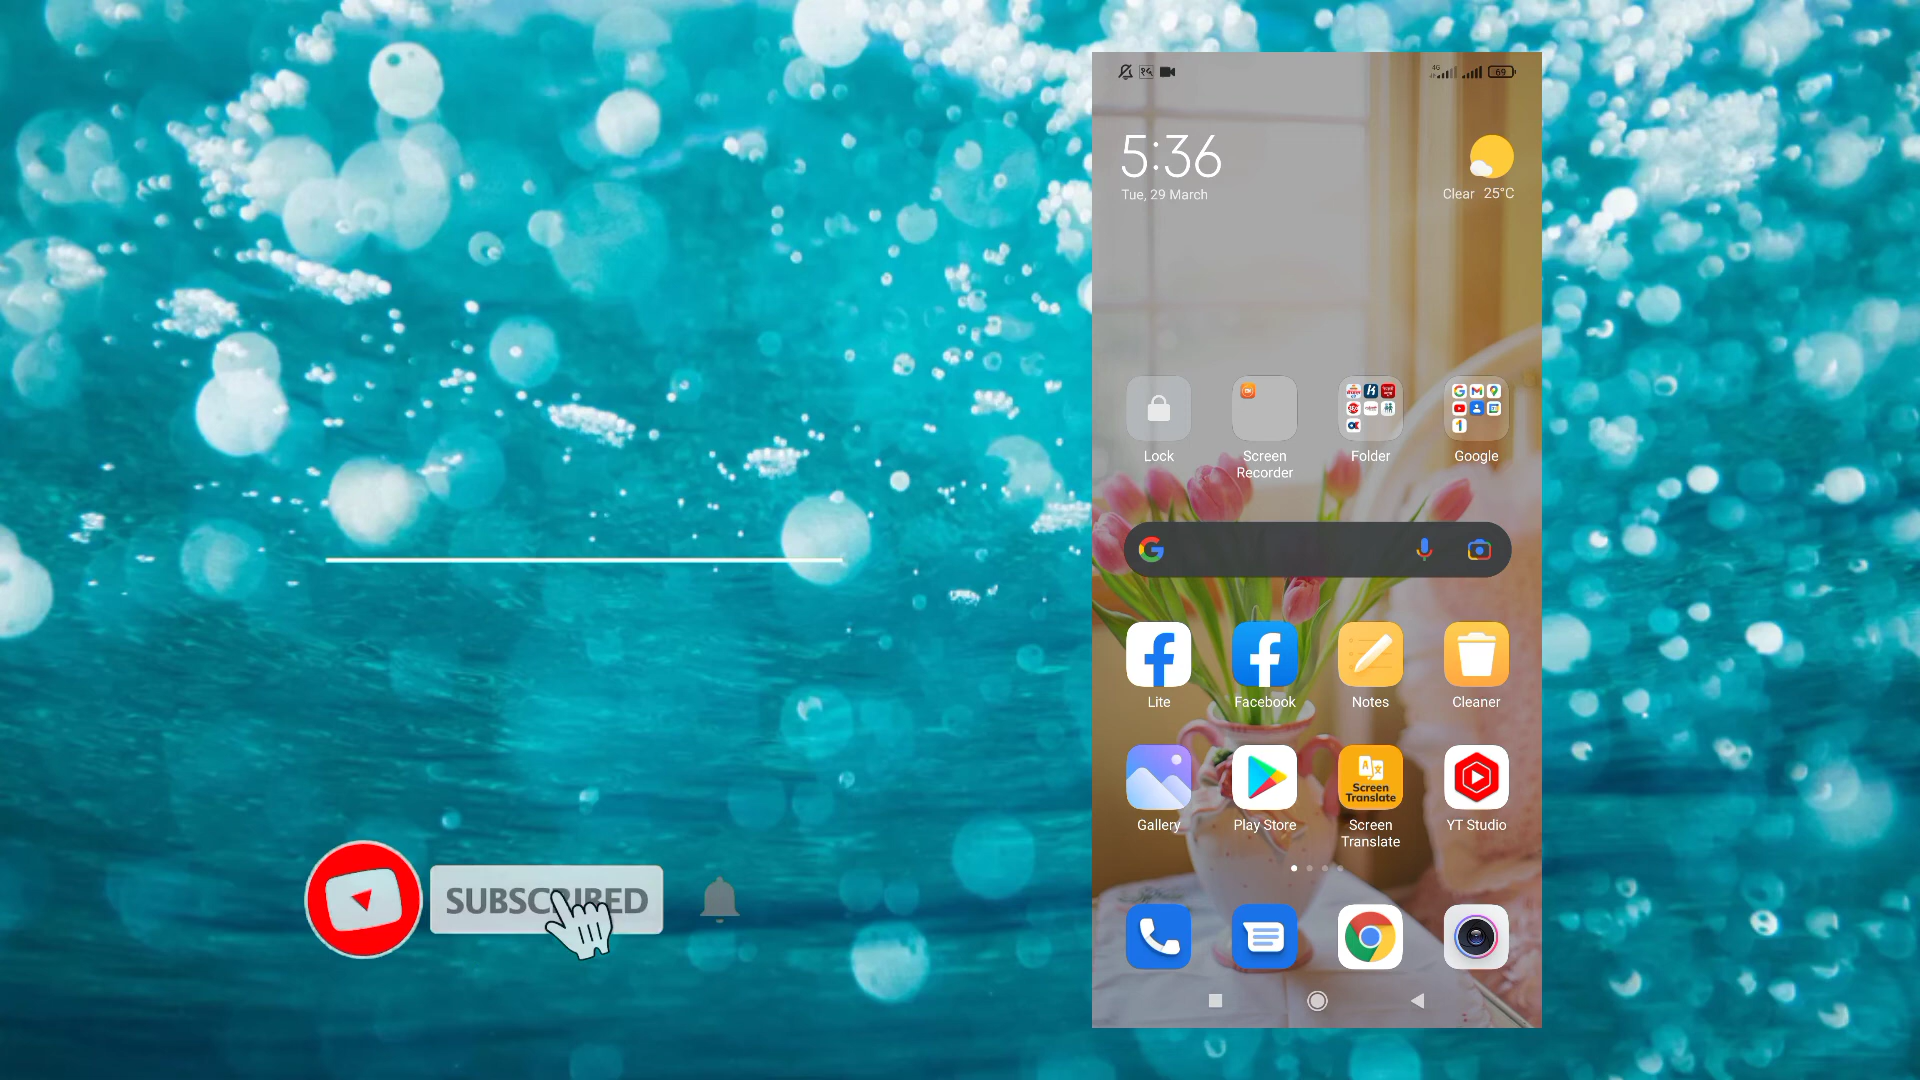 69
5:36
Tue, 29 March
Clear 25°C
Lock
Screen
Recorder
Folder
Google
Lite
Facebook
Notes
Cleaner
Screen
Translate
Gallery
Play Store
Screen
Translate
YT Studio
SUBSCRIBED